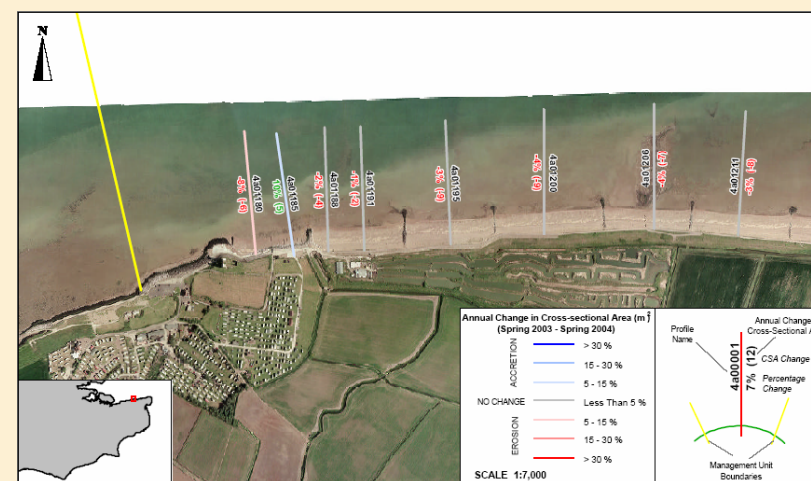 N
4a01180
-8% (-6)
4a01185
10% (5)
4a01188
-2% (-4)
4a01191
-1% (-2)
4a01195
-3% (-9)
4a01200
-4% (-9)
4a01206
-4% (-7)
4a01211
-3% (-8)
Annual Change in Cross-sectional Area (m²)
(Spring 2003 - Spring 2004)
ACCRETION
> 30 %
15 - 30 %
5 - 15 %
NO CHANGE
Less Than 5 %
EROSION
5 - 15 %
15 - 30 %
> 30 %
SCALE 1:7,000
Annual Change
Cross-Sectional
Profile
Name
4a00001
7% (12)
CSA Change
Percentage
Change
Management Unit
Boundaries